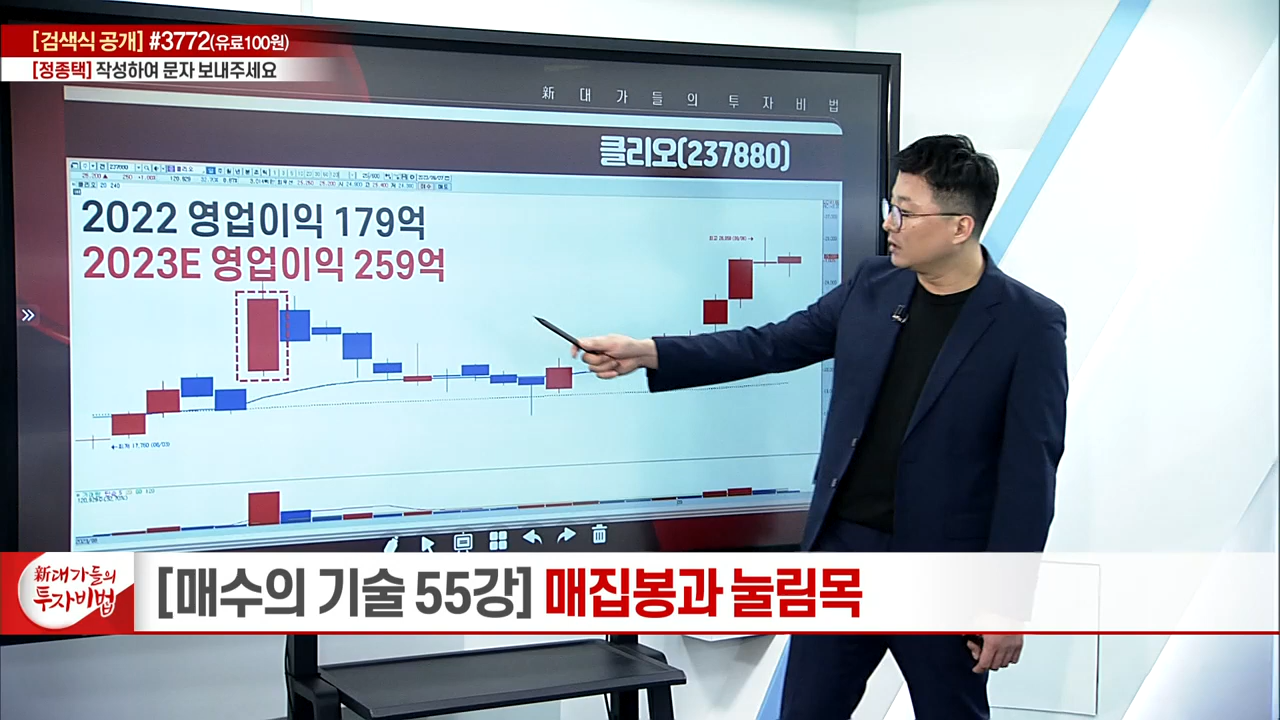 [검색식 공개] #3772(유료100원)
[정종택] 작성하여 문자 보내주세요
新 대 가 들 의 투 자 비 법
클리오(237880)
2022 영업이익 179억
2023E 영업이익 259억
新대가들의
투자비법
[매수의 기술 55강] 매집봉과 눌림목